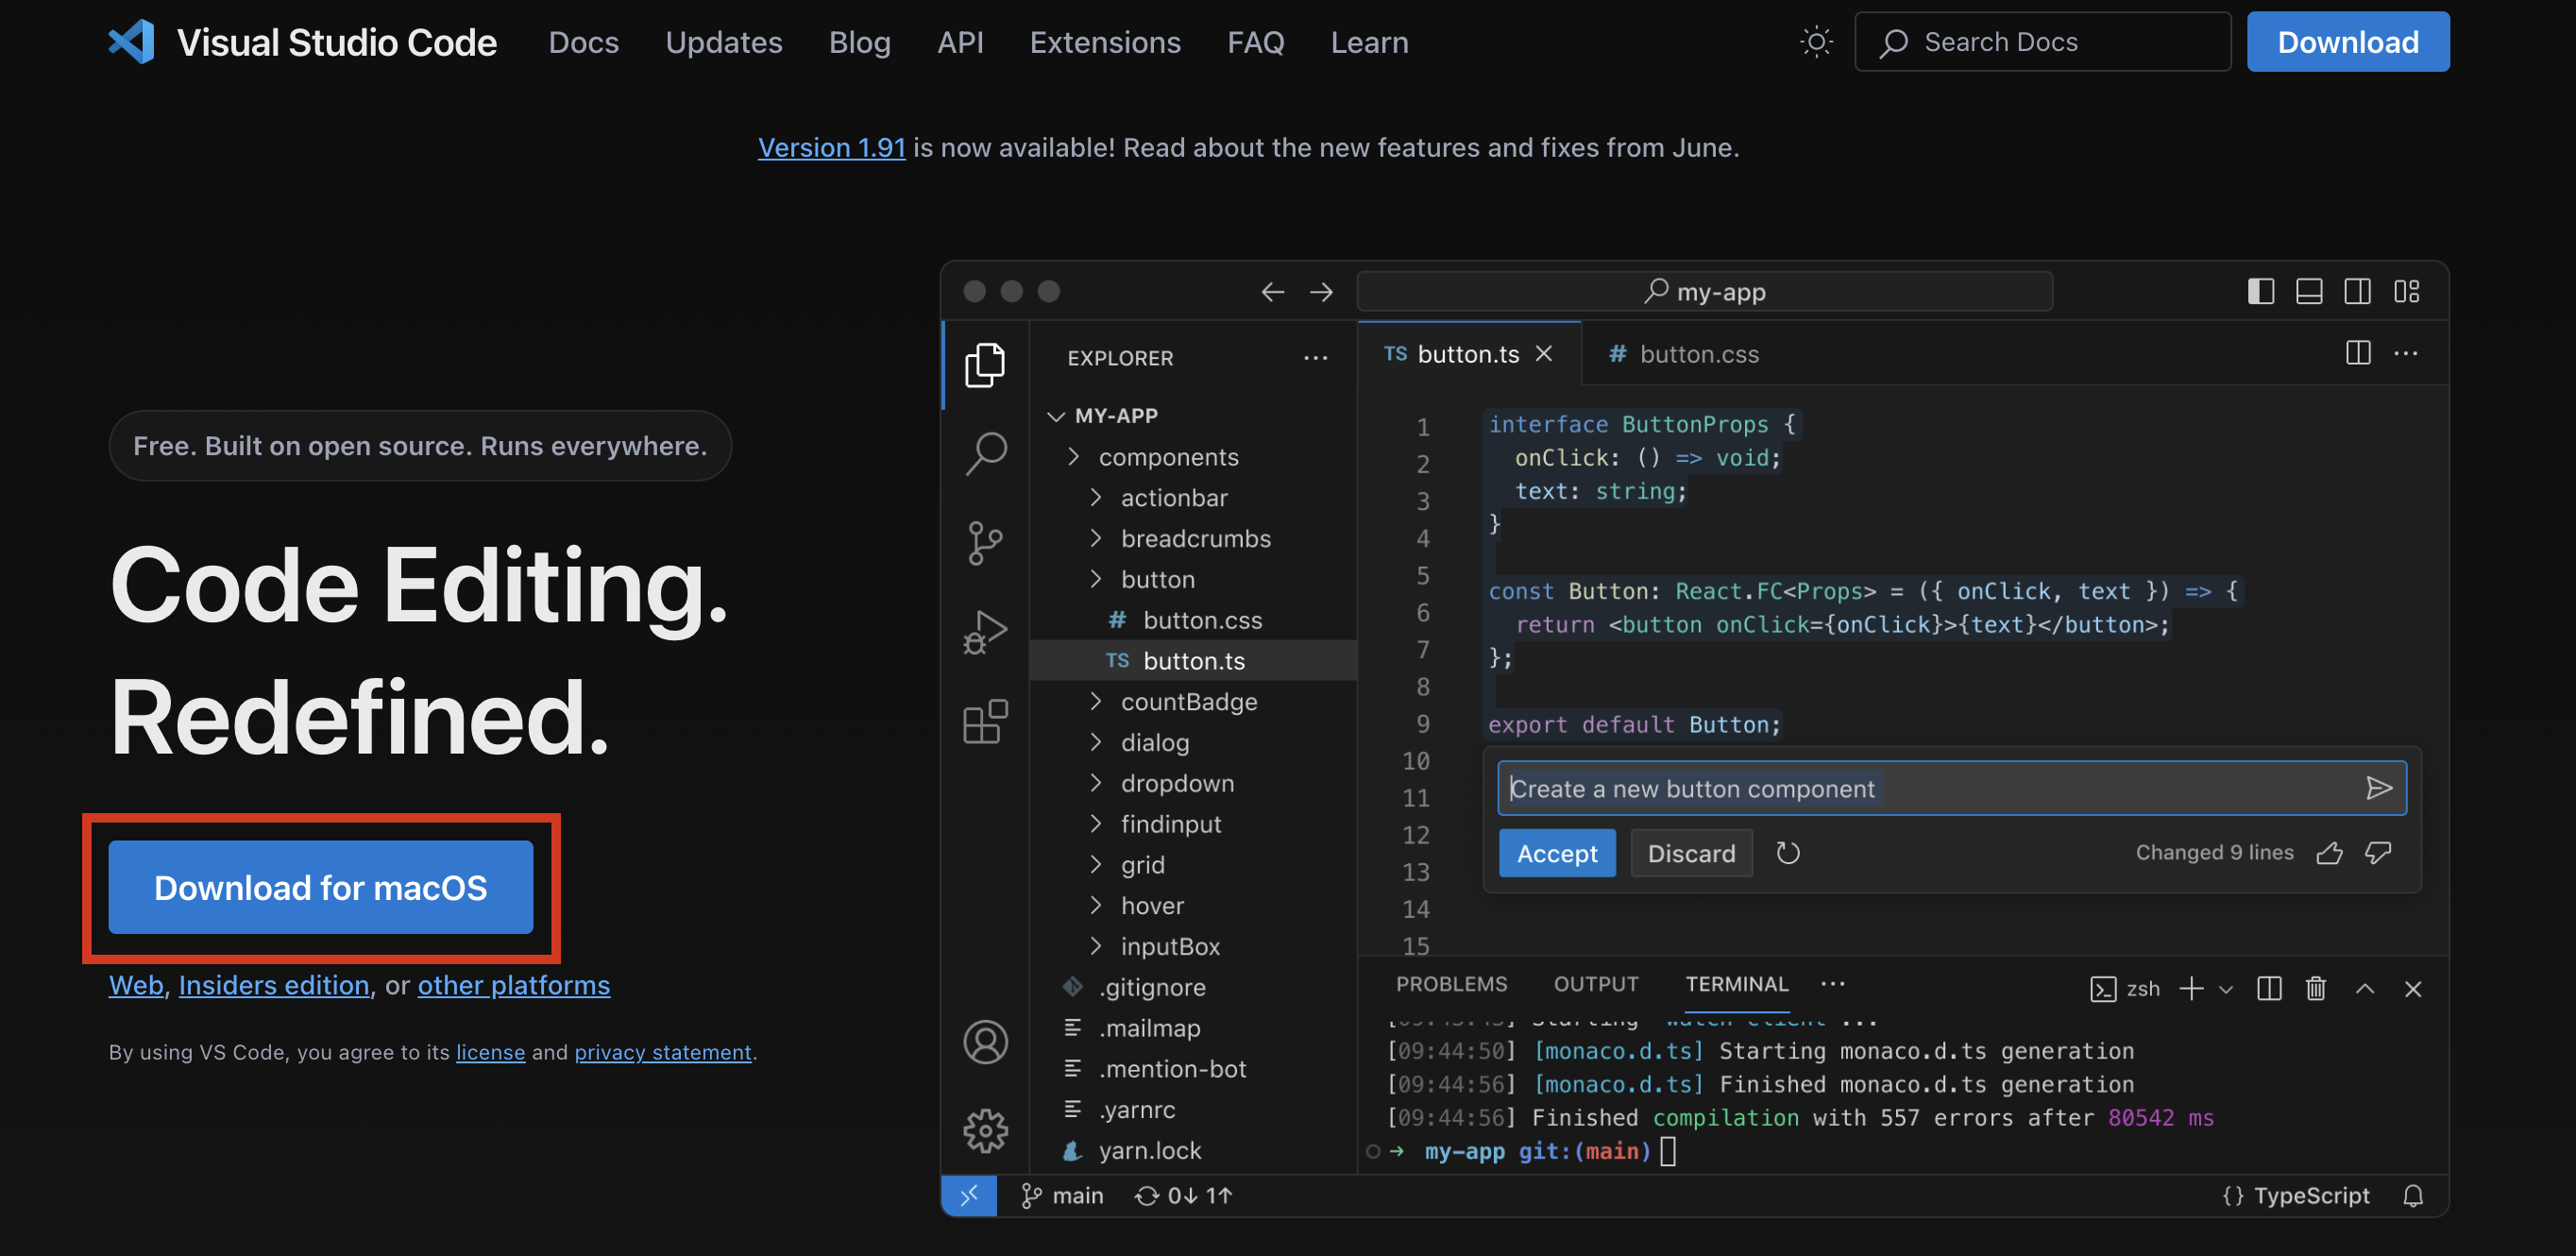 Visual Studio Code Docs Updates Blog API Extensions FAQ Learn Search Docs Download
Version 1.91 is now available! Read about the new features and fixes from June.
Free. Built on open source. Runs everywhere.
Code Editing.
Redefined.
Download for macOS
Web, Insiders edition, or other platforms
By using VS Code, you agree to its license and privacy statement.
my-app
EXPLORER
MY-APP
components
actionbar
breadcrumbs
button
# button.css
TS button.ts
countBadge
dialog
dropdown
findinput
grid
hover
inputBox
.gitignore
.mailmap
.mention-bot
.yarnrc
yarn.lock
TS button.ts # button.css
1
2
3
4
5
6
7
8
9
10
11
12
13
14
15
interface ButtonProps {
onClick: () => void;
text: string;
}
const Button: React.FC<Props> = ({ onClick, text }) => {
return <button onClick={onClick}>{text}</button>;
};
export default Button;
Create a new button component
Accept Discard Changed 9 lines
PROBLEMS OUTPUT TERMINAL zsh
[09:44:50] [monaco.d.ts] Starting monaco.d.ts generation
[09:44:56] [monaco.d.ts] Finished monaco.d.ts generation
[09:44:56] Finished compilation with 557 errors after 80542 ms
→ my-app git:(main)
main 0↓ 1↑ {} TypeScript